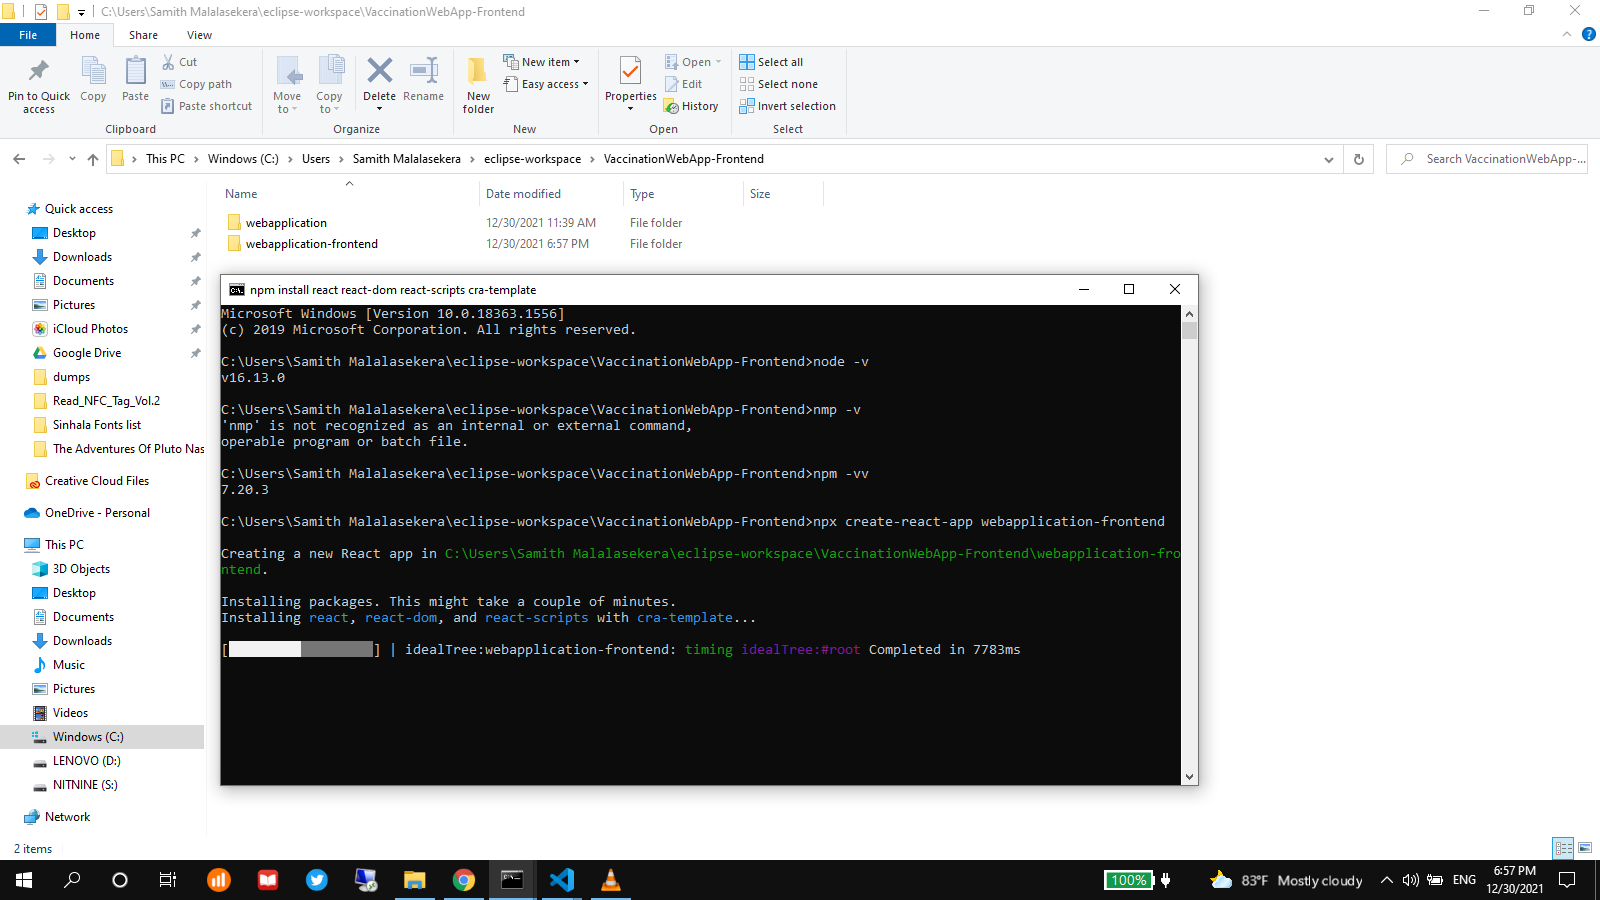 C:\Users\Samith Malalasekera\eclipse-workspace\VaccinationWebApp-Frontend
File Home Share View
Pin to Quick access
Copy
Paste
Cut
Copy path
Paste shortcut
Clipboard
Move to
Copy to
Delete
Rename
Organize
New folder
New item
Easy access
New
Properties
Open
Edit
History
Open
Select all
Select none
Invert selection
Select
This PC > Windows (C:) > Users > Samith Malalasekera > eclipse-workspace > VaccinationWebApp-Frontend
Search VaccinationWebApp-...
Quick access
Desktop
Downloads
Documents
Pictures
iCloud Photos
Google Drive
dumps
Read_NFC_Tag_Vol.2
Sinhala Fonts list
The Adventures Of Pluto Nas
Creative Cloud Files
OneDrive - Personal
This PC
3D Objects
Desktop
Documents
Downloads
Music
Pictures
Videos
Windows (C:)
LENOVO (D:)
NITNINE (S:)
Network
2 items
Name Date modified Type Size
webapplication 12/30/2021 11:39 AM File folder
webapplication-frontend 12/30/2021 6:57 PM File folder
npm install react react-dom react-scripts cra-template
Microsoft Windows [Version 10.0.18363.1556]
(c) 2019 Microsoft Corporation. All rights reserved.
C:\Users\Samith Malalasekera\eclipse-workspace\VaccinationWebApp-Frontend>node -v
v16.13.0
C:\Users\Samith Malalasekera\eclipse-workspace\VaccinationWebApp-Frontend>nmp -v
'nmp' is not recognized as an internal or external command,
operable program or batch file.
C:\Users\Samith Malalasekera\eclipse-workspace\VaccinationWebApp-Frontend>npm -vv
7.20.3
C:\Users\Samith Malalasekera\eclipse-workspace\VaccinationWebApp-Frontend>npx create-react-app webapplication-frontend
Creating a new React app in C:\Users\Samith Malalasekera\eclipse-workspace\VaccinationWebApp-Frontend\webapplication-fro
ntend.
Installing packages. This might take a couple of minutes.
Installing react, react-dom, and react-scripts with cra-template...
[ ] | idealTree:webapplication-frontend: timing idealTree:#root Completed in 7783ms
100%
83°F Mostly cloudy
ENG
6:57 PM
12/30/2021